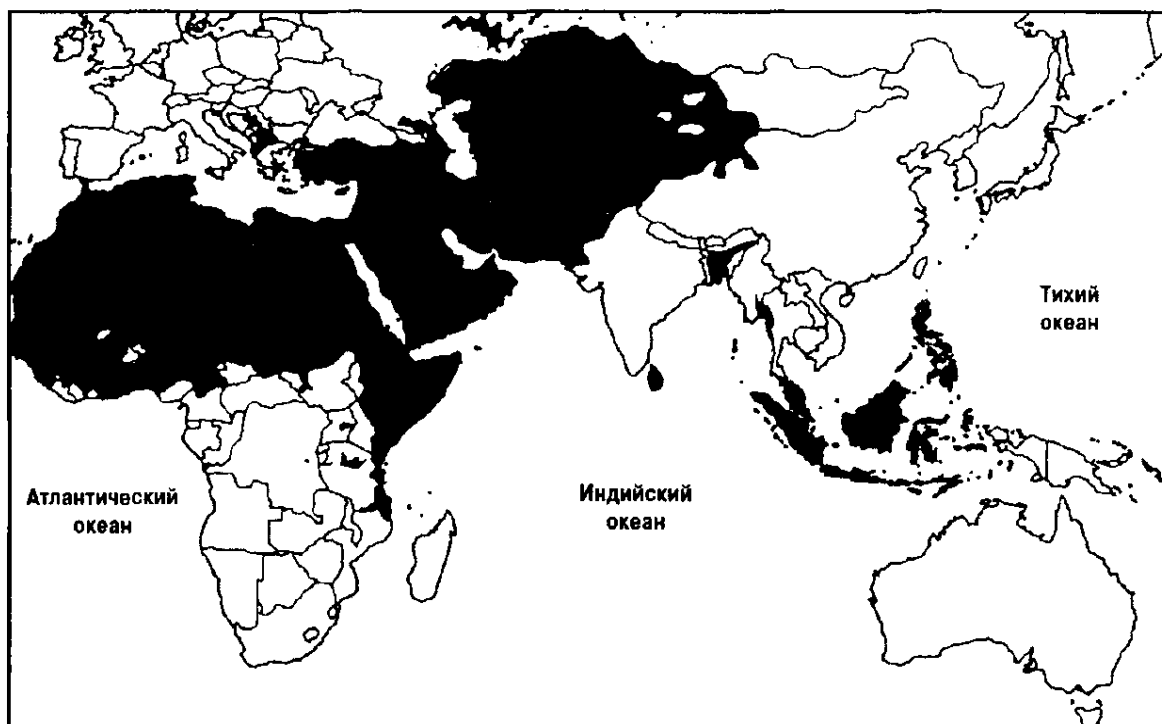 Тихий
океан
Атлантический
океан
Индийский
океан